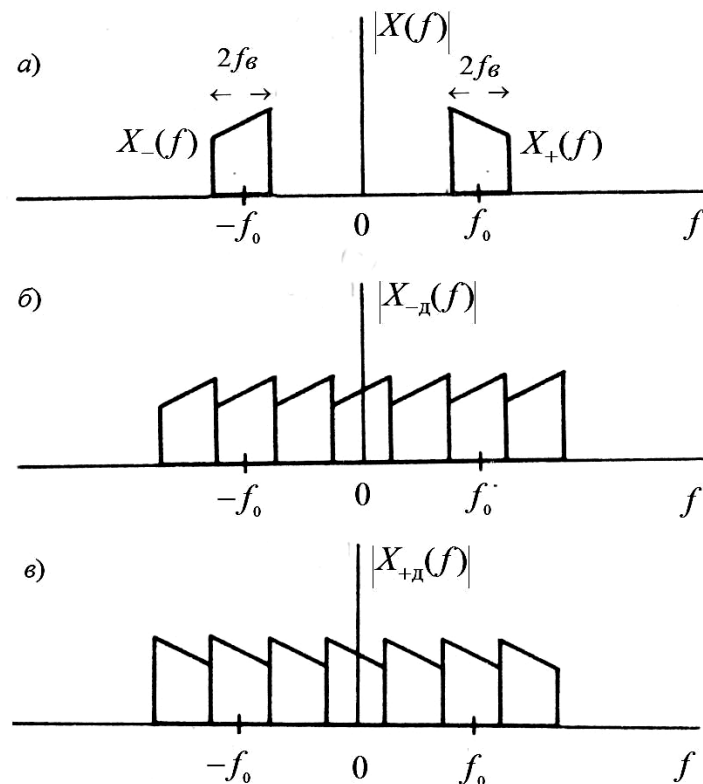 а)
|X(f)|
2fв
2fв
X₋(f)
X₊(f)
−f₀
0
f₀
f
б)
|X₋д(f)|
−f₀
0
f₀
f
в)
|X₊д(f)|
−f₀
0
f₀
f